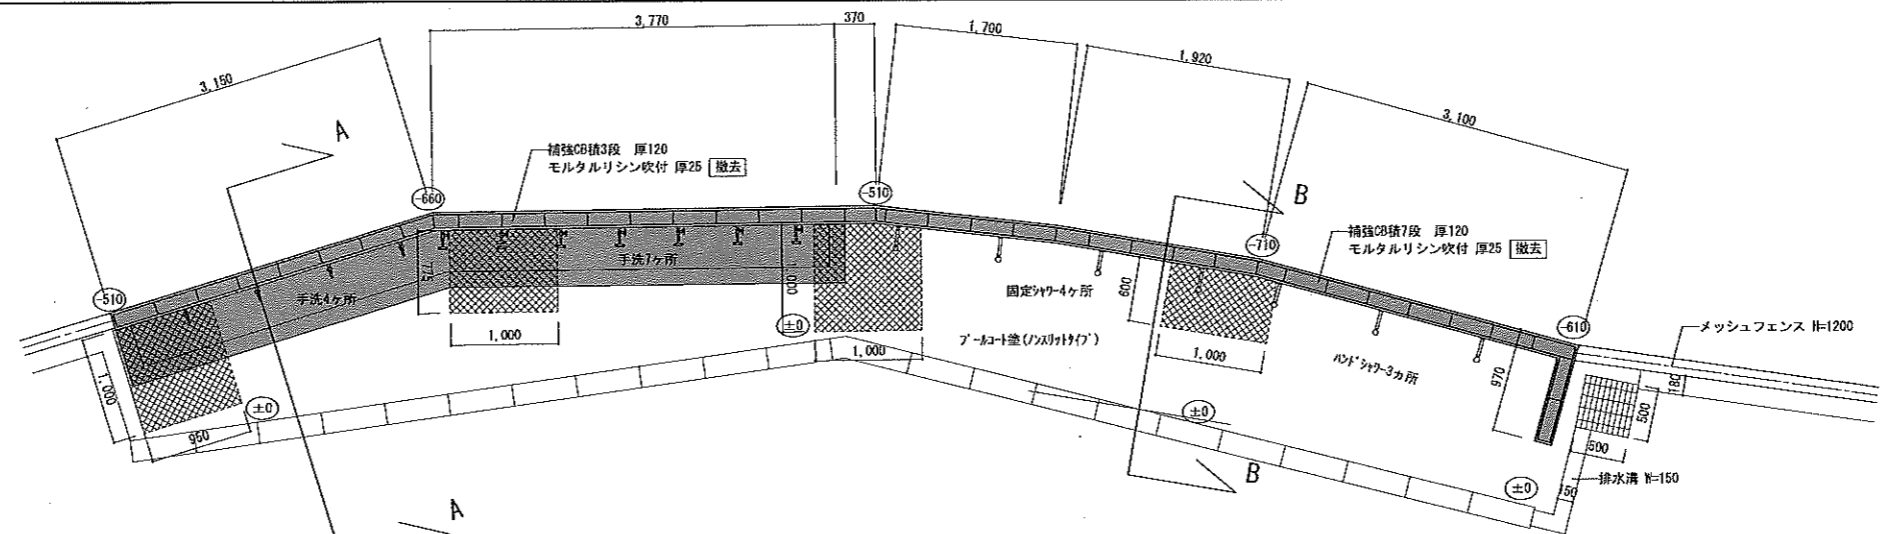 3,770
370
1,700
1,920
3,150
3,100
A
補強CB積3段 厚120
モルタルリシン吹付 厚25 撤去
B
-660
-510
補強CB積7段 厚120
モルタルリシン吹付 厚25 撤去
-710
手洗7ヶ所
775
手洗4ヶ所
-510
固定シャワー4ヶ所
600
-610
メッシュフェンス H=1200
±0
1,000
プールコート塗(ノンスリットタイプ)
1,000
1,000
ハンドシャワー3カ所
970
180
500
1,000
±0
950
±0
500
B
排水溝 W=150
±0
150
A